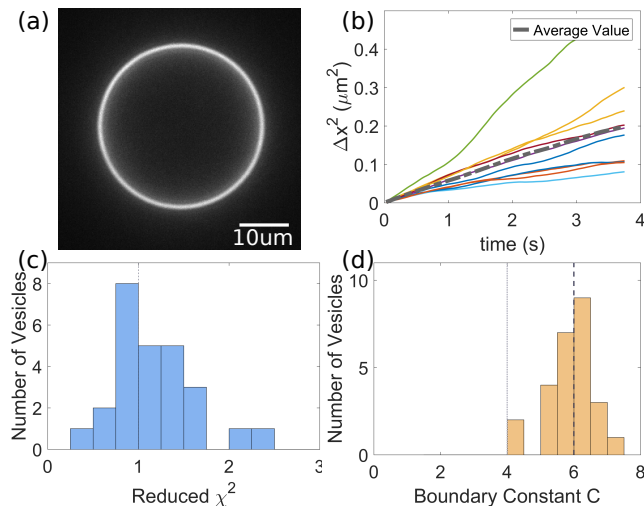 (a)
10um
(b)
Average Value
Δx² (μm²)
0.4
0.3
0.2
0.1
0
0 1 2 3 4
time (s)
(c)
Number of Vesicles
8
6
4
2
0
0 1 2 3
Reduced χ²
(d)
Number of Vesicles
10
5
0
0 2 4 6 8
Boundary Constant C